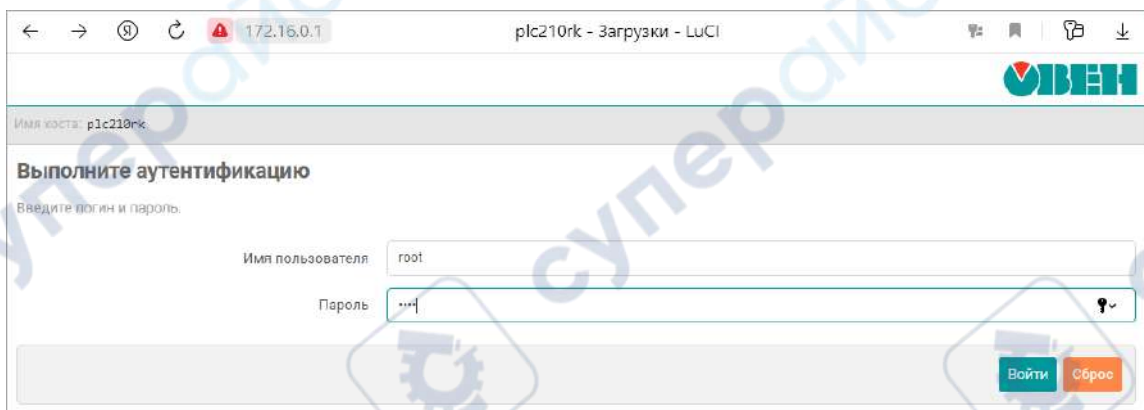 Я 172.16.0.1 plc210rk - Загрузки - LuCI
ОВЕН
Имя хоста: plc210rk
Выполните аутентификацию
Введите логин и пароль.
Имя пользователя root
Пароль ••••
Войти Сброс
супер